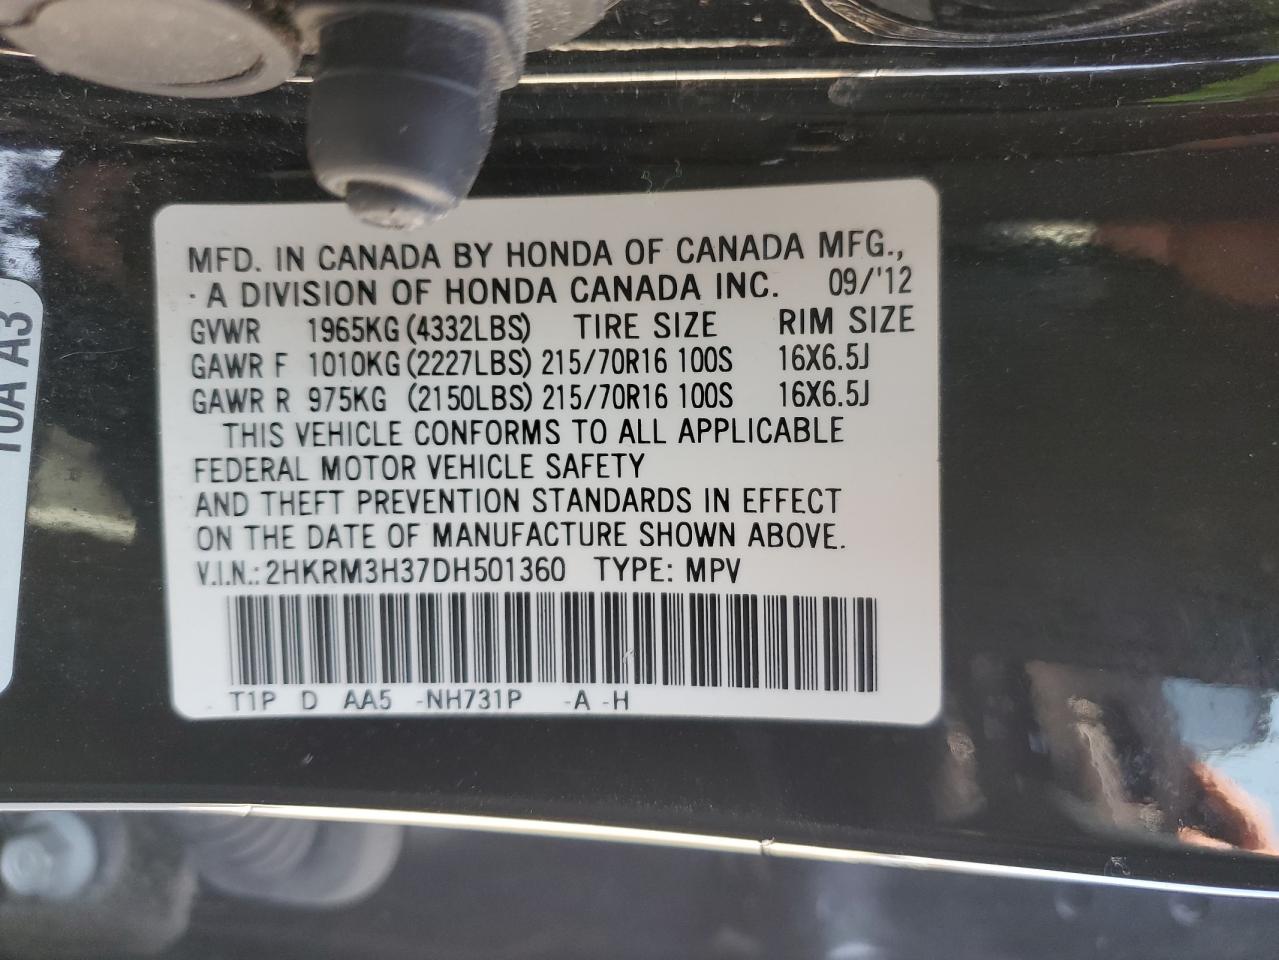 MFD. IN CANADA BY HONDA OF CANADA MFG.,
. A DIVISION OF HONDA CANADA INC. 09/'12
GVWR 1965KG (4332LBS) TIRE SIZE RIM SIZE
GAWR F 1010KG (2227LBS) 215/70R16 100S 16X6.5J
GAWR R 975KG (2150LBS) 215/70R16 100S 16X6.5J
THIS VEHICLE CONFORMS TO ALL APPLICABLE
FEDERAL MOTOR VEHICLE SAFETY
AND THEFT PREVENTION STANDARDS IN EFFECT
ON THE DATE OF MANUFACTURE SHOWN ABOVE.
V.I.N.: 2HKRM3H37DH501360 TYPE: MPV
T1P D AA5 -NH731P -A -H
10A A3